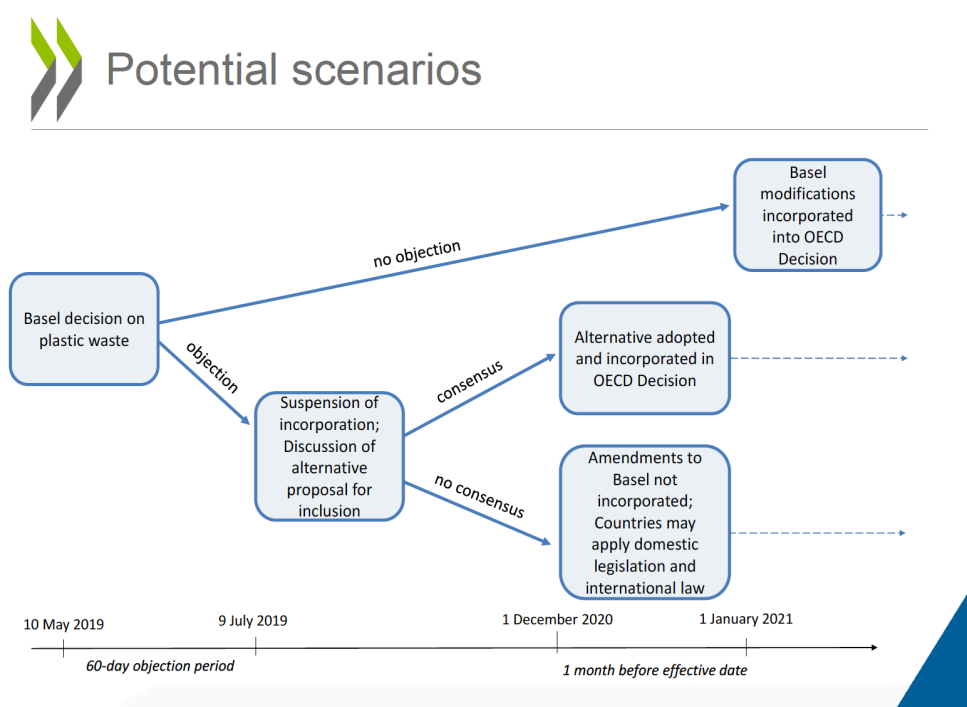 Potential scenarios
Basel
modifications
incorporated
into OECD
Decision
no objection
Basel decision on
plastic waste
objection
Alternative adopted
and incorporated in
OECD Decision
consensus
Suspension of
incorporation;
Discussion of
alternative
proposal for
inclusion
no consensus
Amendments to
Basel not
incorporated;
Countries may
apply domestic
legislation and
international law
10 May 2019
9 July 2019
1 December 2020
1 January 2021
60-day objection period
1 month before effective date